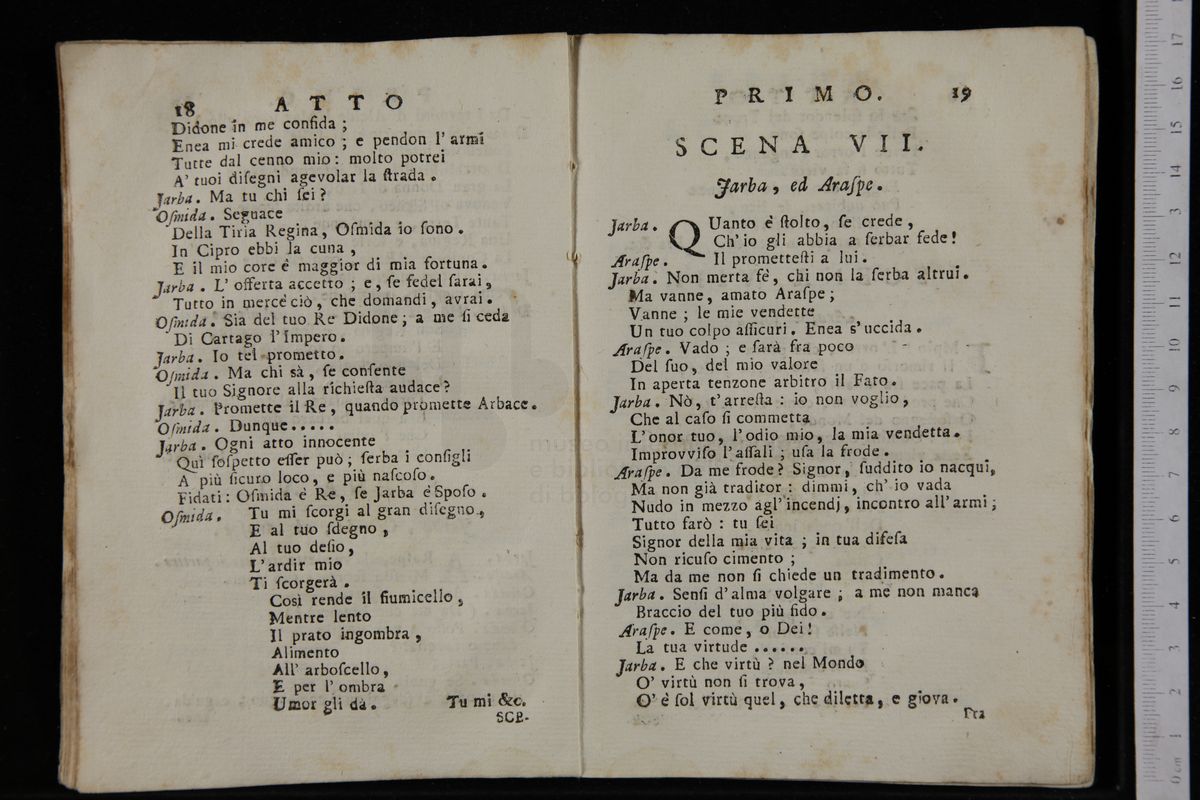 18 ATTO
Didone in me confida ;
Enea mi crede amico ; e pendon l' armi
Tutte dal cenno mio : molto potrei
A' tuoi diſegni agevolar la ſtrada .
Jarba . Ma tu chi ſei ?
Oſmida . Seguace
Della Tiria Regina , Oſmida io ſono .
In Cipro ebbi la cuna ,
E il mio core è maggior di mia fortuna .
Jarba . L' offerta accetto ; e , ſe fedel ſarai ,
Tutto in mercè ciò , che domandi , avrai .
Oſmida . Sia del tuo Re Didone ; a me ſi ceda
Di Cartago l'Impero .
Jarba . Io tel prometto .
Oſmida . Ma chi sà , ſe conſente
Il tuo Signore alla richieſta audace ?
Jarba . Promette il Re , quando promette Arbace .
Oſmida . Dunque . . . . .
Jarba . Ogni atto innocente
Quì ſoſpetto eſſer può ; ſerba i conſigli
A più ſicuro loco , e più naſcoſo .
Fidati : Oſmida è Re , ſe Jarba è Spoſo .
Oſmida . Tu mi ſcorgi al gran diſegno ,
E al tuo ſdegno ,
Al tuo deſio ,
L'ardir mio
Ti ſcorgerà .
Così rende il fiumicello ,
Mentre lento
Il prato ingombra ,
Alimento
All' arboſcello ,
E per l' ombra
Umor gli dà . Tu mi &c.
SCE-
PRIMO. 19
SCENA VII.
Jarba , ed Araſpe .
Jarba . QUanto è ſtolto , ſe crede ,
Ch' io gli abbia a ſerbar fede !
Araſpe . Il prometteſti a lui .
Jarba . Non merta fè , chi non la ſerba altrui .
Ma vanne , amato Araſpe ;
Vanne ; le mie vendette
Un tuo colpo aſſicuri . Enea s' uccida .
Araſpe . Vado ; e ſarà fra poco
Del ſuo , del mio valore
In aperta tenzone arbitro il Fato .
Jarba . Nò , t' arreſta : io non voglio ,
Che al caſo ſi commetta
L' onor tuo , l' odio mio , la mia vendetta .
Improvviſo l' aſſali ; uſa la frode .
Araſpe . Da me frode ? Signor , ſuddito io nacqui ,
Ma non già traditor : dimmi , ch' io vada
Nudo in mezzo agl' incendj , incontro all' armi ;
Tutto farò : tu ſei
Signor della mia vita ; in tua difeſa
Non ricuſo cimento ;
Ma da me non ſi chiede un tradimento .
Jarba . Senſi d' alma volgare ; a me non manca
Braccio del tuo più fido .
Araſpe . E come , o Dei !
La tua virtude . . . . . .
Jarba . E che virtù ? nel Mondo
O' virtù non ſi trova ,
O' è ſol virtù quel , che diletta , e giova .
Fra